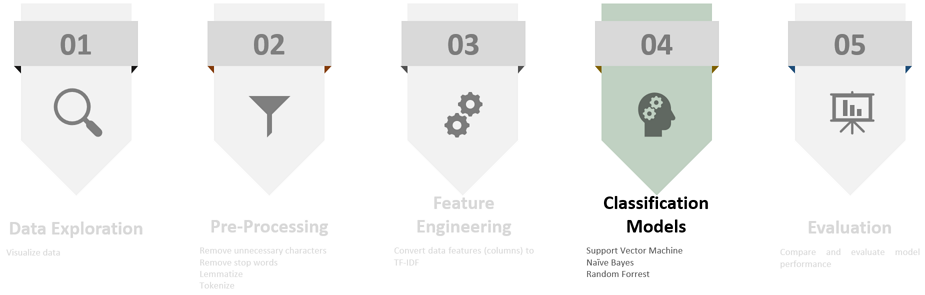 01
02
03
04
05
Data Exploration
Visualize data
Pre-Processing
Remove unnecessary characters
Remove stop words
Lemmatize
Tokenize
Feature
Engineering
Convert data features (columns) to
TF-IDF
Classification
Models
Support Vector Machine
Naïve Bayes
Random Forrest
Evaluation
Compare and evaluate model
performance